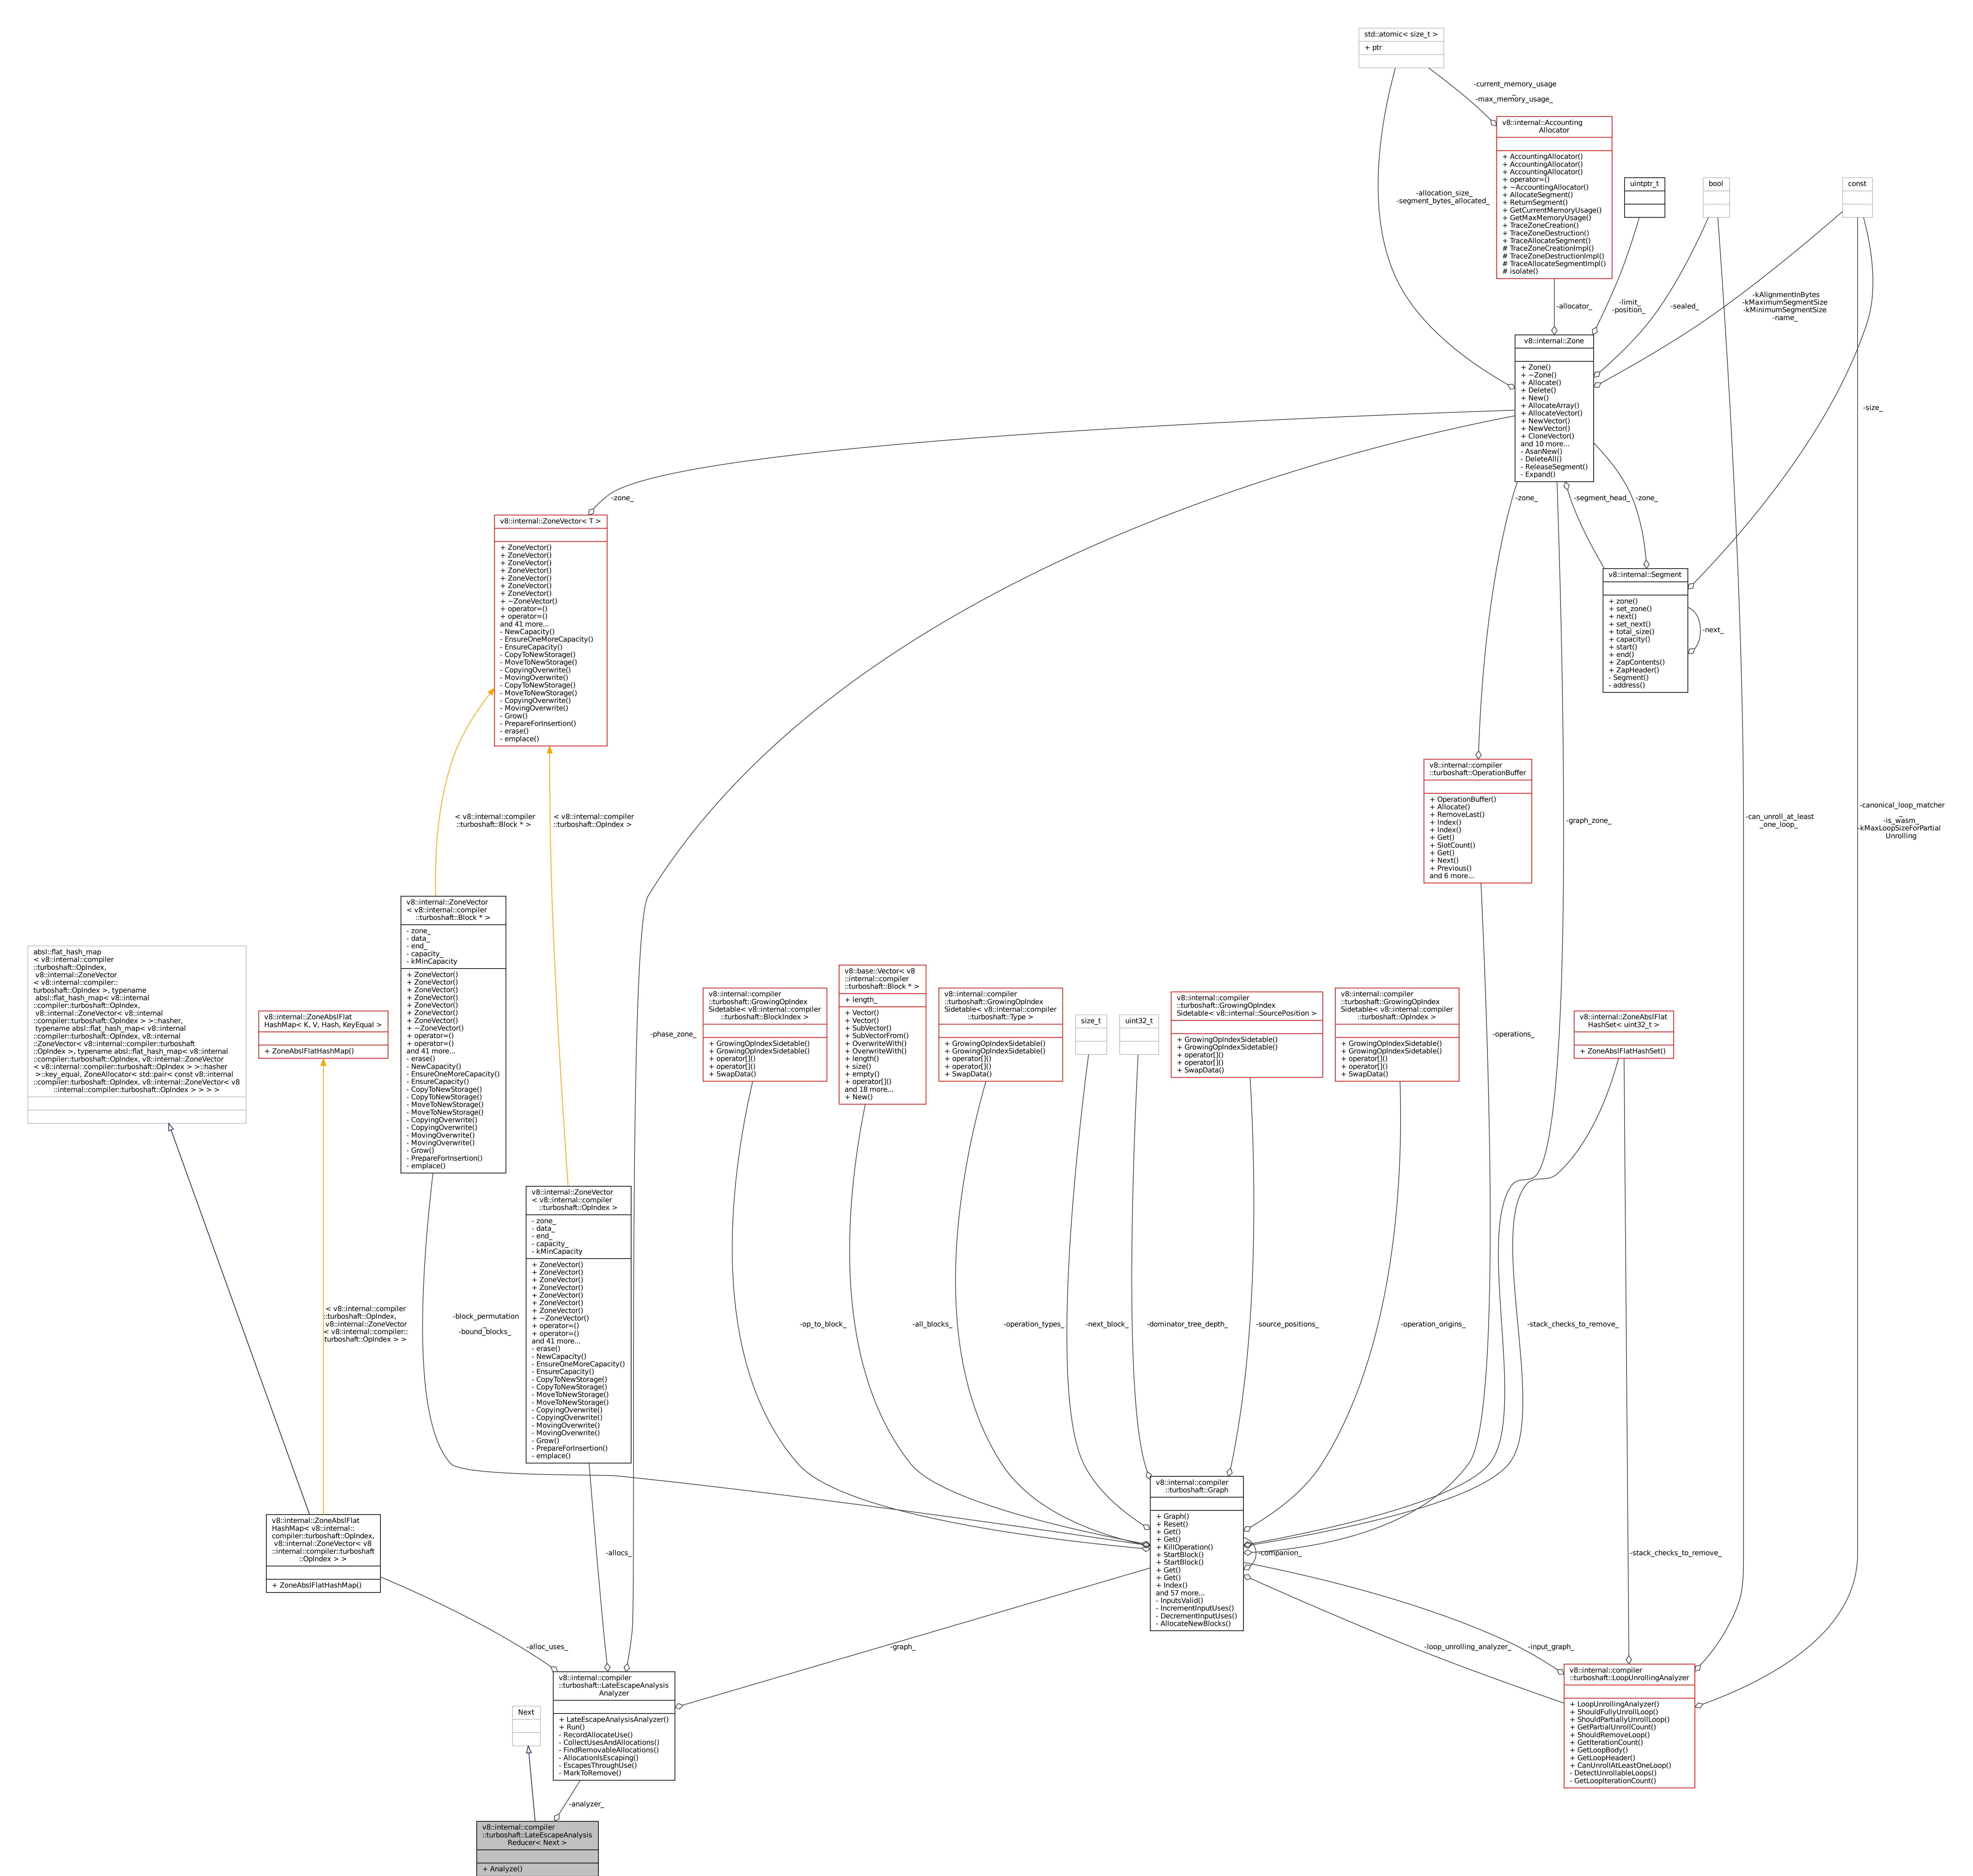 std::atomic< size_t >
+ ptr
-current_memory_usage
_
-max_memory_usage_
v8::internal::Accounting
Allocator
+ AccountingAllocator()
+ AccountingAllocator()
+ AccountingAllocator()
+ operator=()
+ ~AccountingAllocator()
+ AllocateSegment()
+ ReturnSegment()
+ GetCurrentMemoryUsage()
+ GetMaxMemoryUsage()
+ TraceZoneCreation()
+ TraceZoneDestruction()
+ TraceAllocateSegment()
# TraceZoneCreationImpl()
# TraceZoneDestructionImpl()
# TraceAllocateSegmentImpl()
# isolate()
uintptr_t
bool
const
-allocation_size_
-segment_bytes_allocated_
-allocator_
-limit_
-position_
-sealed_
-kAlignmentInBytes
-kMaximumSegmentSize
-kMinimumSegmentSize
-name_
v8::internal::Zone
+ Zone()
+ ~Zone()
+ Allocate()
+ Delete()
+ New()
+ AllocateArray()
+ AllocateVector()
+ NewVector()
+ NewVector()
+ CloneVector()
and 10 more...
- AsanNew()
- DeleteAll()
- ReleaseSegment()
- Expand()
-size_
-zone_
-zone_
-segment_head_
-zone_
v8::internal::ZoneVector< T >
+ ZoneVector()
+ ZoneVector()
+ ZoneVector()
+ ZoneVector()
+ ZoneVector()
+ ZoneVector()
+ ZoneVector()
+ ~ZoneVector()
+ operator=()
+ operator=()
and 41 more...
- NewCapacity()
- EnsureOneMoreCapacity()
- EnsureCapacity()
- CopyToNewStorage()
- MoveToNewStorage()
- CopyingOverwrite()
- MovingOverwrite()
- CopyToNewStorage()
- MoveToNewStorage()
- CopyingOverwrite()
- MovingOverwrite()
- Grow()
- PrepareForInsertion()
- erase()
- emplace()
v8::internal::Segment
+ zone()
+ set_zone()
+ next()
+ set_next()
+ total_size()
+ capacity()
+ start()
+ end()
+ ZapContents()
+ ZapHeader()
- Segment()
- address()
-next_
v8::internal::compiler
::turboshaft::OperationBuffer
+ OperationBuffer()
+ Allocate()
+ RemoveLast()
+ Index()
+ Index()
+ Get()
+ SlotCount()
+ Get()
+ Next()
+ Previous()
and 6 more...
< v8::internal::compiler
::turboshaft::Block * >
< v8::internal::compiler
::turboshaft::OpIndex >
-graph_zone_
-can_unroll_at_least
_one_loop_
-canonical_loop_matcher
_
-is_wasm_
-kMaxLoopSizeForPartial
Unrolling
v8::internal::ZoneVector
< v8::internal::compiler
::turboshaft::Block * >
- zone_
- data_
- end_
- capacity_
- kMinCapacity
+ ZoneVector()
+ ZoneVector()
+ ZoneVector()
+ ZoneVector()
+ ZoneVector()
+ ZoneVector()
+ ZoneVector()
+ ~ZoneVector()
+ operator=()
+ operator=()
and 41 more...
- erase()
- NewCapacity()
- EnsureOneMoreCapacity()
- EnsureCapacity()
- CopyToNewStorage()
- CopyToNewStorage()
- MoveToNewStorage()
- MoveToNewStorage()
- CopyingOverwrite()
- CopyingOverwrite()
- MovingOverwrite()
- MovingOverwrite()
- Grow()
- PrepareForInsertion()
- emplace()
absl::flat_hash_map
< v8::internal::compiler
::turboshaft::OpIndex,
v8::internal::ZoneVector
< v8::internal::compiler::
turboshaft::OpIndex >, typename
absl::flat_hash_map< v8::internal
::compiler::turboshaft::OpIndex,
v8::internal::ZoneVector< v8::internal
::compiler::turboshaft::OpIndex > >::hasher,
typename absl::flat_hash_map< v8::internal
::compiler::turboshaft::OpIndex, v8::internal
::ZoneVector< v8::internal::compiler::turboshaft
::OpIndex >, typename absl::flat_hash_map< v8::internal
::compiler::turboshaft::OpIndex, v8::internal::ZoneVector
< v8::internal::compiler::turboshaft::OpIndex > >::hasher
>::key_equal, ZoneAllocator< std::pair< const v8::internal
::compiler::turboshaft::OpIndex, v8::internal::ZoneVector< v8
::internal::compiler::turboshaft::OpIndex > > > >
v8::internal::ZoneAbslFlat
HashMap< K, V, Hash, KeyEqual >
+ ZoneAbslFlatHashMap()
-phase_zone_
v8::internal::compiler
::turboshaft::GrowingOpIndex
Sidetable< v8::internal::compiler
::turboshaft::BlockIndex >
+ GrowingOpIndexSidetable()
+ GrowingOpIndexSidetable()
+ operator[]()
+ operator[]()
+ SwapData()
v8::base::Vector< v8
::internal::compiler
::turboshaft::Block * >
+ length_
+ Vector()
+ Vector()
+ SubVector()
+ SubVectorFrom()
+ OverwriteWith()
+ OverwriteWith()
+ length()
+ size()
+ empty()
+ operator[]()
and 18 more...
+ New()
v8::internal::compiler
::turboshaft::GrowingOpIndex
Sidetable< v8::internal::compiler
::turboshaft::Type >
+ GrowingOpIndexSidetable()
+ GrowingOpIndexSidetable()
+ operator[]()
+ operator[]()
+ SwapData()
size_t
uint32_t
v8::internal::compiler
::turboshaft::GrowingOpIndex
Sidetable< v8::internal::SourcePosition >
+ GrowingOpIndexSidetable()
+ GrowingOpIndexSidetable()
+ operator[]()
+ operator[]()
+ SwapData()
v8::internal::compiler
::turboshaft::GrowingOpIndex
Sidetable< v8::internal::compiler
::turboshaft::OpIndex >
+ GrowingOpIndexSidetable()
+ GrowingOpIndexSidetable()
+ operator[]()
+ operator[]()
+ SwapData()
-operations_
v8::internal::ZoneAbslFlat
HashSet< uint32_t >
+ ZoneAbslFlatHashSet()
v8::internal::ZoneVector
< v8::internal::compiler
::turboshaft::OpIndex >
- zone_
- data_
- end_
- capacity_
- kMinCapacity
+ ZoneVector()
+ ZoneVector()
+ ZoneVector()
+ ZoneVector()
+ ZoneVector()
+ ZoneVector()
+ ZoneVector()
+ ~ZoneVector()
+ operator=()
+ operator=()
and 41 more...
- erase()
- NewCapacity()
- EnsureOneMoreCapacity()
- EnsureCapacity()
- CopyToNewStorage()
- CopyToNewStorage()
- MoveToNewStorage()
- MoveToNewStorage()
- CopyingOverwrite()
- CopyingOverwrite()
- MovingOverwrite()
- MovingOverwrite()
- Grow()
- PrepareForInsertion()
- emplace()
< v8::internal::compiler
::turboshaft::OpIndex,
v8::internal::ZoneVector
< v8::internal::compiler::
turboshaft::OpIndex > >
-block_permutation
_
-bound_blocks_
-op_to_block_
-all_blocks_
-operation_types_
-next_block_
-dominator_tree_depth_
-source_positions_
-operation_origins_
-stack_checks_to_remove_
v8::internal::ZoneAbslFlat
HashMap< v8::internal::
compiler::turboshaft::OpIndex,
v8::internal::ZoneVector< v8
::internal::compiler::turboshaft
::OpIndex > >
+ ZoneAbslFlatHashMap()
-allocs_
v8::internal::compiler
::turboshaft::Graph
+ Graph()
+ Reset()
+ Get()
+ Get()
+ KillOperation()
+ StartBlock()
+ StartBlock()
+ Get()
+ Get()
+ Index()
and 57 more...
- InputsValid()
- IncrementInputUses()
- DecrementInputUses()
- AllocateNewBlocks()
-companion_
-stack_checks_to_remove_
-alloc_uses_
-graph_
-loop_unrolling_analyzer_
-input_graph_
v8::internal::compiler
::turboshaft::LateEscapeAnalysis
Analyzer
+ LateEscapeAnalysisAnalyzer()
+ Run()
- RecordAllocateUse()
- CollectUsesAndAllocations()
- FindRemovableAllocations()
- AllocationIsEscaping()
- EscapesThroughUse()
- MarkToRemove()
v8::internal::compiler
::turboshaft::LoopUnrollingAnalyzer
+ LoopUnrollingAnalyzer()
+ ShouldFullyUnrollLoop()
+ ShouldPartiallyUnrollLoop()
+ GetPartialUnrollCount()
+ ShouldRemoveLoop()
+ GetIterationCount()
+ GetLoopBody()
+ GetLoopHeader()
+ CanUnrollAtLeastOneLoop()
- DetectUnrollableLoops()
- GetLoopIterationCount()
Next
-analyzer_
v8::internal::compiler
::turboshaft::LateEscapeAnalysis
Reducer< Next >
+ Analyze()